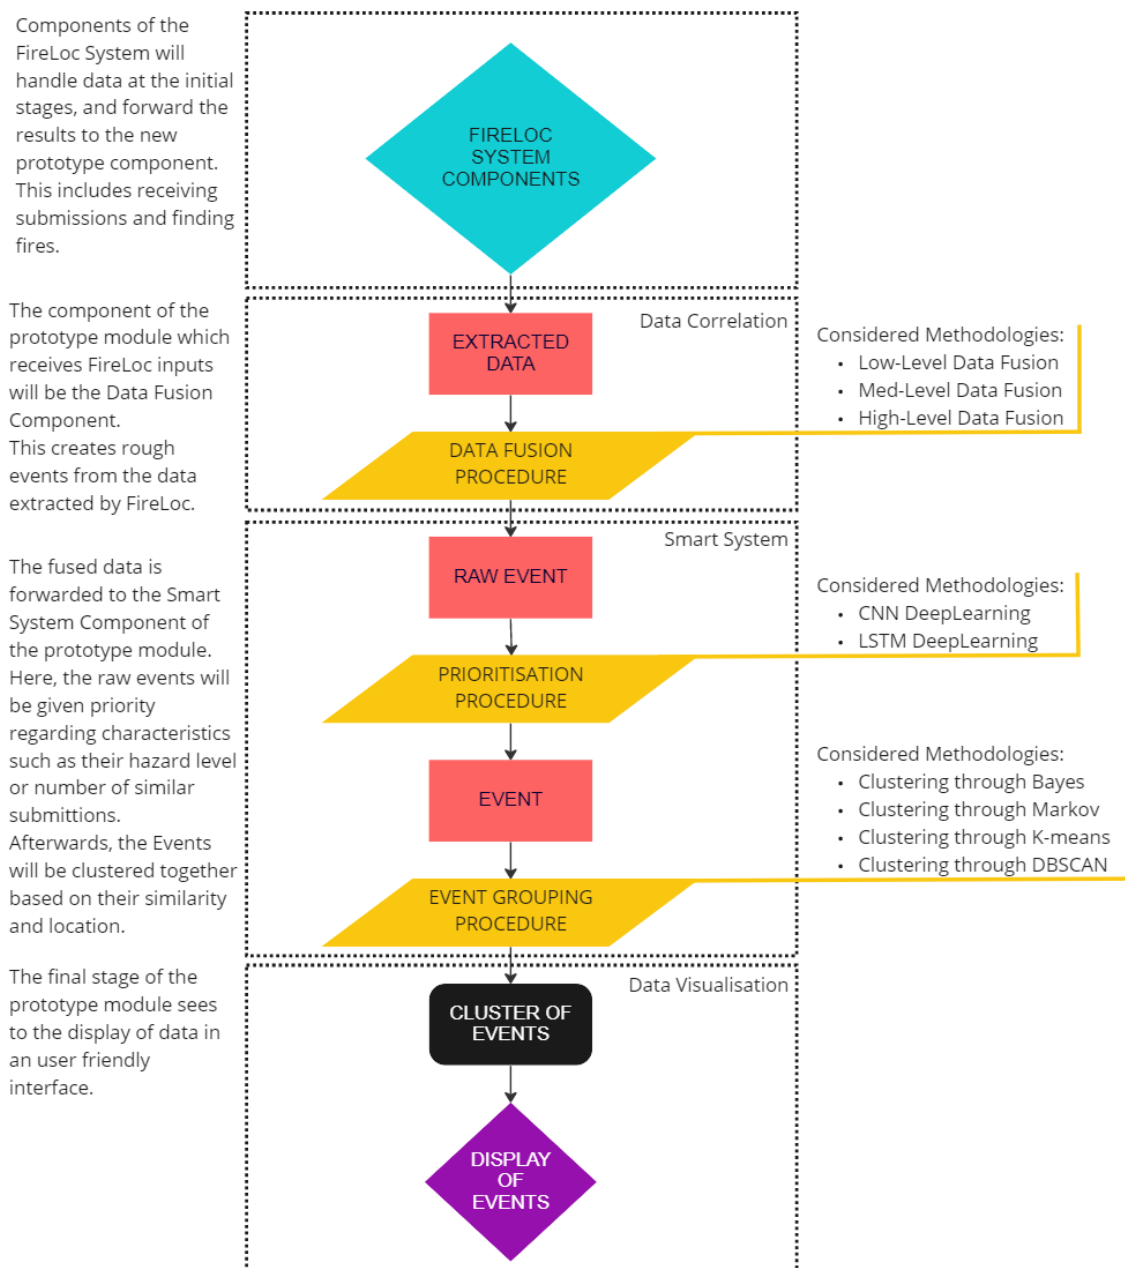 Components of the
FireLoc System will
handle data at the initial
stages, and forward the
results to the new
prototype component.
This includes receiving
submissions and finding
fires.
FIRELOC
SYSTEM
COMPONENTS
The component of the
prototype module which
receives FireLoc inputs
will be the Data Fusion
Component.
This creates rough
events from the data
extracted by FireLoc.
Data Correlation
EXTRACTED
DATA
DATA FUSION
PROCEDURE
Considered Methodologies:
• Low-Level Data Fusion
• Med-Level Data Fusion
• High-Level Data Fusion
The fused data is
forwarded to the Smart
System Component of
the prototype module.
Here, the raw events will
be given priority
regarding characteristics
such as their hazard level
or number of similar
submittions.
Afterwards, the Events
will be clustered together
based on their similarity
and location.
Smart System
RAW EVENT
PRIORITISATION
PROCEDURE
Considered Methodologies:
• CNN DeepLearning
• LSTM DeepLearning
EVENT
EVENT GROUPING
PROCEDURE
Considered Methodologies:
• Clustering through Bayes
• Clustering through Markov
• Clustering through K-means
• Clustering through DBSCAN
The final stage of the
prototype module sees
to the display of data in
an user friendly
interface.
Data Visualisation
CLUSTER OF
EVENTS
DISPLAY
OF
EVENTS